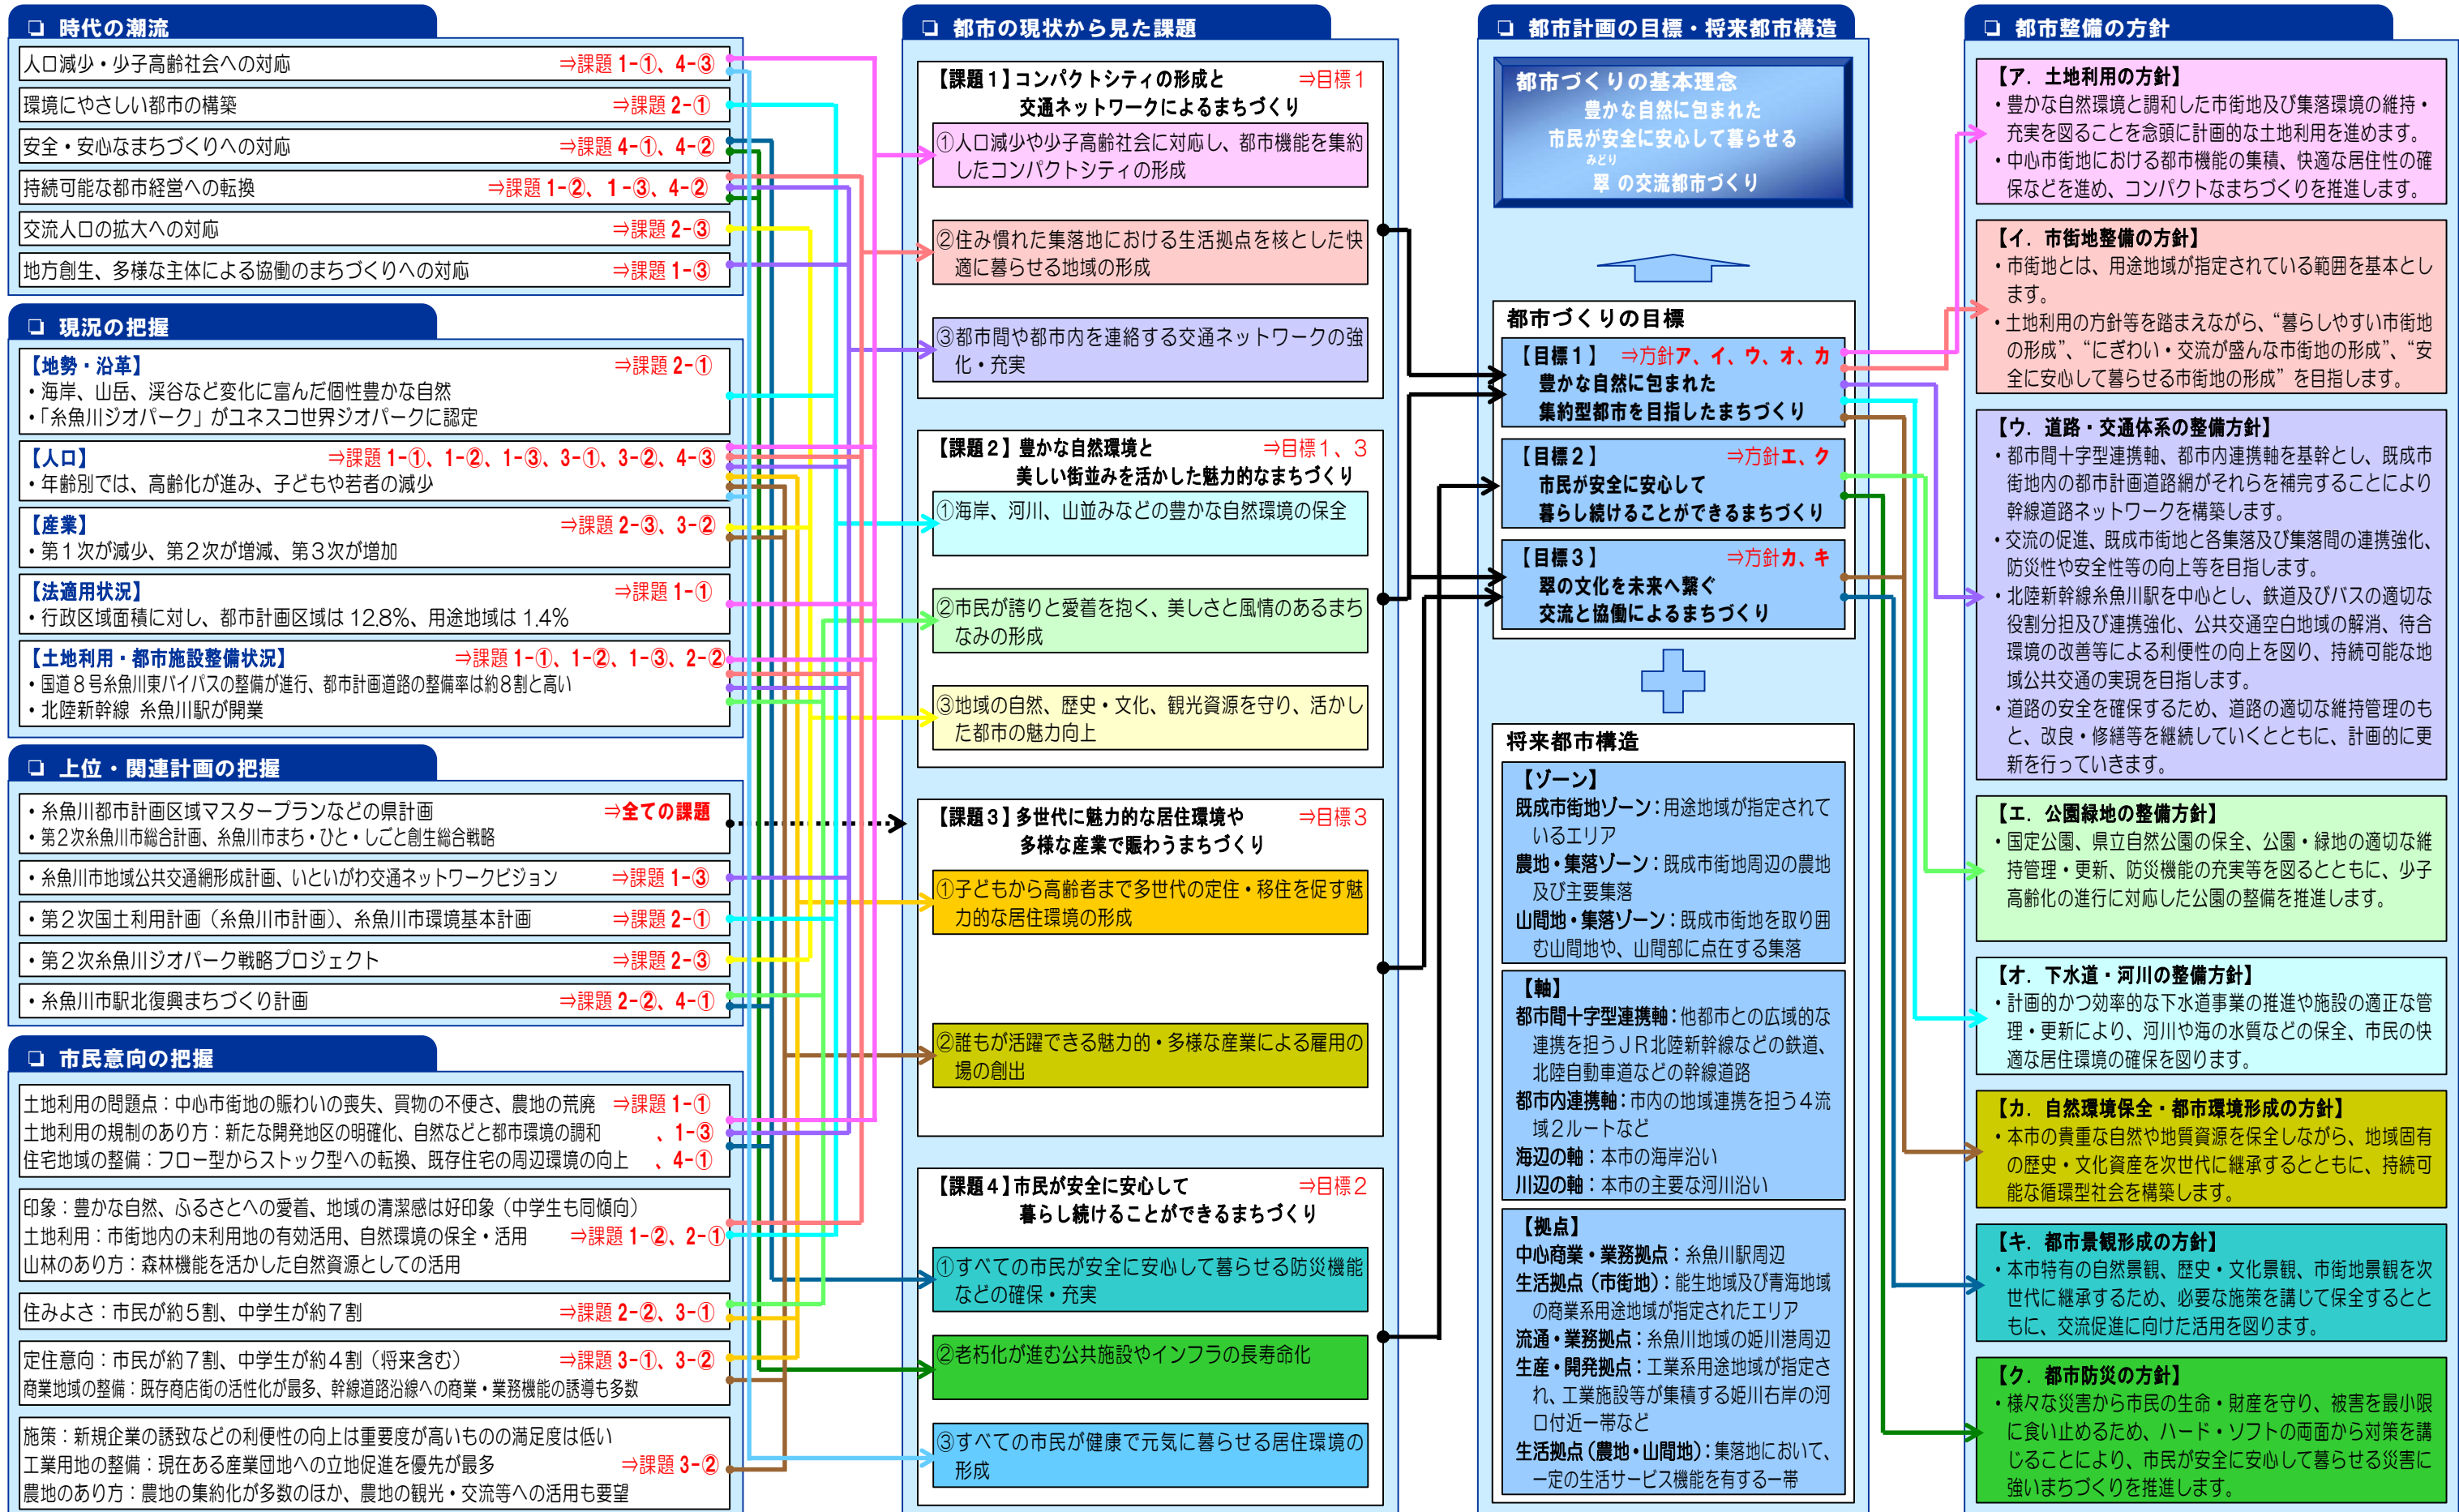 ❏ 時代の潮流
人口減少・少子高齢社会への対応 ⇒課題 1-①、4-③
環境にやさしい都市の構築 ⇒課題 2-①
安全・安心なまちづくりへの対応 ⇒課題 4-①、4-②
持続可能な都市経営への転換 ⇒課題 1-②、1-③、4-②
交流人口の拡大への対応 ⇒課題 2-③
地方創生、多様な主体による協働のまちづくりへの対応 ⇒課題 1-③
❏ 現況の把握
【地勢・沿革】 ⇒課題 2-①
・海岸、山岳、渓谷など変化に富んだ個性豊かな自然
・「糸魚川ジオパーク」がユネスコ世界ジオパークに認定
【人口】 ⇒課題 1-①、1-②、1-③、3-①、3-②、4-③
・年齢別では、高齢化が進み、子どもや若者の減少
【産業】 ⇒課題 2-③、3-②
・第1次が減少、第2次が増減、第3次が増加
【法適用状況】 ⇒課題 1-①
・行政区域面積に対し、都市計画区域は 12.8%、用途地域は 1.4%
【土地利用・都市施設整備状況】 ⇒課題 1-①、1-②、1-③、2-②
・国道8号糸魚川東バイパスの整備が進行、都市計画道路の整備率は約8割と高い
・北陸新幹線 糸魚川駅が開業
❏ 上位・関連計画の把握
・糸魚川都市計画区域マスタープランなどの県計画 ⇒全ての課題
・第2次糸魚川市総合計画、糸魚川市まち・ひと・しごと創生総合戦略
・糸魚川市地域公共交通網形成計画、いといがわ交通ネットワークビジョン ⇒課題 1-③
・第2次国土利用計画（糸魚川市計画）、糸魚川市環境基本計画 ⇒課題 2-①
・第2次糸魚川ジオパーク戦略プロジェクト ⇒課題 2-③
・糸魚川市駅北復興まちづくり計画 ⇒課題 2-②、4-①
❏ 市民意向の把握
土地利用の問題点：中心市街地の賑わいの喪失、買物の不便さ、農地の荒廃 ⇒課題 1-①
土地利用の規制のあり方：新たな開発地区の明確化、自然などと都市環境の調和 、1-③
住宅地域の整備：フロー型からストック型への転換、既存住宅の周辺環境の向上 、4-①
印象：豊かな自然、ふるさとへの愛着、地域の清潔感は好印象（中学生も同傾向）
土地利用：市街地内の未利用地の有効活用、自然環境の保全・活用 ⇒課題 1-②、2-①
山林のあり方：森林機能を活かした自然資源としての活用
住みよさ：市民が約5割、中学生が約7割 ⇒課題 2-②、3-①
定住意向：市民が約7割、中学生が約4割（将来含む） ⇒課題 3-①、3-②
商業地域の整備：既存商店街の活性化が最多、幹線道路沿線への商業・業務機能の誘導も多数
施策：新規企業の誘致などの利便性の向上は重要度が高いものの満足度は低い
工業用地の整備：現在ある産業団地への立地促進を優先が最多 ⇒課題 3-②
農地のあり方：農地の集約化が多数のほか、農地の観光・交流等への活用も要望
❏ 都市の現状から見た課題
【課題1】コンパクトシティの形成と ⇒目標1
交通ネットワークによるまちづくり
①人口減少や少子高齢社会に対応し、都市機能を集約
したコンパクトシティの形成
②住み慣れた集落地における生活拠点を核とした快
適に暮らせる地域の形成
③都市間や都市内を連絡する交通ネットワークの強
化・充実
【課題2】豊かな自然環境と ⇒目標1、3
美しい街並みを活かした魅力的なまちづくり
①海岸、河川、山並みなどの豊かな自然環境の保全
②市民が誇りと愛着を抱く、美しさと風情のあるまち
なみの形成
③地域の自然、歴史・文化、観光資源を守り、活かし
た都市の魅力向上
【課題3】多世代に魅力的な居住環境や ⇒目標3
多様な産業で賑わうまちづくり
①子どもから高齢者まで多世代の定住・移住を促す魅
力的な居住環境の形成
②誰もが活躍できる魅力的・多様な産業による雇用の
場の創出
【課題4】市民が安全に安心して ⇒目標2
暮らし続けることができるまちづくり
①すべての市民が安全に安心して暮らせる防災機能
などの確保・充実
②老朽化が進む公共施設やインフラの長寿命化
③すべての市民が健康で元気に暮らせる居住環境の
形成
❏ 都市計画の目標・将来都市構造
都市づくりの基本理念
豊かな自然に包まれた
市民が安全に安心して暮らせる
みどり
翠 の交流都市づくり
都市づくりの目標
【目標1】 ⇒方針ア、イ、ウ、オ、カ
豊かな自然に包まれた
集約型都市を目指したまちづくり
【目標2】 ⇒方針エ、ク
市民が安全に安心して
暮らし続けることができるまちづくり
【目標3】 ⇒方針カ、キ
翠の文化を未来へ繋ぐ
交流と協働によるまちづくり
将来都市構造
【ゾーン】
既成市街地ゾーン：用途地域が指定されて
いるエリア
農地・集落ゾーン：既成市街地周辺の農地
及び主要集落
山間地・集落ゾーン：既成市街地を取り囲
む山間地や、山間部に点在する集落
【軸】
都市間十字型連携軸：他都市との広域的な
連携を担うＪＲ北陸新幹線などの鉄道、
北陸自動車道などの幹線道路
都市内連携軸：市内の地域連携を担う4流
域2ルートなど
海辺の軸：本市の海岸沿い
川辺の軸：本市の主要な河川沿い
【拠点】
中心商業・業務拠点：糸魚川駅周辺
生活拠点（市街地）：能生地域及び青海地域
の商業系用途地域が指定されたエリア
流通・業務拠点：糸魚川地域の姫川港周辺
生産・開発拠点：工業系用途地域が指定さ
れ、工業施設等が集積する姫川右岸の河
口付近一帯など
生活拠点（農地・山間地）：集落地において、
一定の生活サービス機能を有する一帯
❏ 都市整備の方針
【ア．土地利用の方針】
・豊かな自然環境と調和した市街地及び集落環境の維持・
充実を図ることを念頭に計画的な土地利用を進めます。
・中心市街地における都市機能の集積、快適な居住性の確
保などを進め、コンパクトなまちづくりを推進します。
【イ．市街地整備の方針】
・市街地とは、用途地域が指定されている範囲を基本とし
ます。
・土地利用の方針等を踏まえながら、“暮らしやすい市街地
の形成”、“にぎわい・交流が盛んな市街地の形成”、“安
全に安心して暮らせる市街地の形成” を目指します。
【ウ．道路・交通体系の整備方針】
・都市間十字型連携軸、都市内連携軸を基幹とし、既成市
街地内の都市計画道路網がそれらを補完することにより
幹線道路ネットワークを構築します。
・交流の促進、既成市街地と各集落及び集落間の連携強化、
防災性や安全性等の向上等を目指します。
・北陸新幹線糸魚川駅を中心とし、鉄道及びバスの適切な
役割分担及び連携強化、公共交通空白地域の解消、待合
環境の改善等による利便性の向上を図り、持続可能な地
域公共交通の実現を目指します。
・道路の安全を確保するため、道路の適切な維持管理のも
と、改良・修繕等を継続していくとともに、計画的に更
新を行っていきます。
【エ．公園緑地の整備方針】
・国定公園、県立自然公園の保全、公園・緑地の適切な維
持管理・更新、防災機能の充実等を図るとともに、少子
高齢化の進行に対応した公園の整備を推進します。
【オ．下水道・河川の整備方針】
・計画的かつ効率的な下水道事業の推進や施設の適正な管
理・更新により、河川や海の水質などの保全、市民の快
適な居住環境の確保を図ります。
【カ．自然環境保全・都市環境形成の方針】
・本市の貴重な自然や地質資源を保全しながら、地域固有
の歴史・文化資産を次世代に継承するとともに、持続可
能な循環型社会を構築します。
【キ．都市景観形成の方針】
・本市特有の自然景観、歴史・文化景観、市街地景観を次
世代に継承するため、必要な施策を講じて保全するとと
もに、交流促進に向けた活用を図ります。
【ク．都市防災の方針】
・様々な災害から市民の生命・財産を守り、被害を最小限
に食い止めるため、ハード・ソフトの両面から対策を講
じることにより、市民が安全に安心して暮らせる災害に
強いまちづくりを推進します。